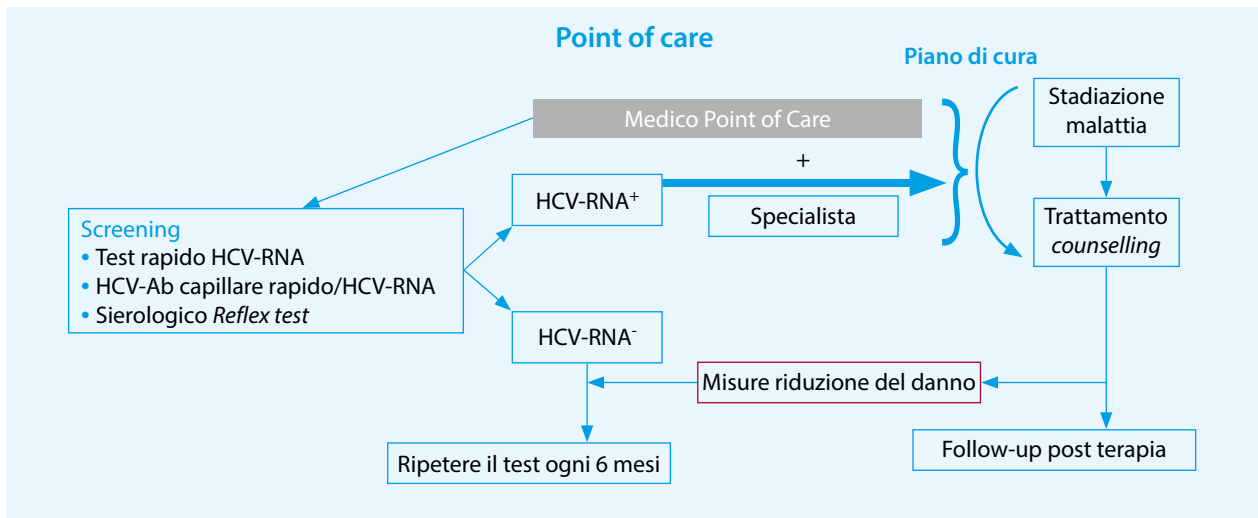 Point of care
Piano di cura
Medico Point of Care
Stadiazione
malattia
+
HCV-RNA⁺
Specialista
Screening
• Test rapido HCV-RNA
• HCV-Ab capillare rapido/HCV-RNA
• Sierologico Reflex test
Trattamento
counselling
HCV-RNA⁻
Misure riduzione del danno
Ripetere il test ogni 6 mesi
Follow-up post terapia